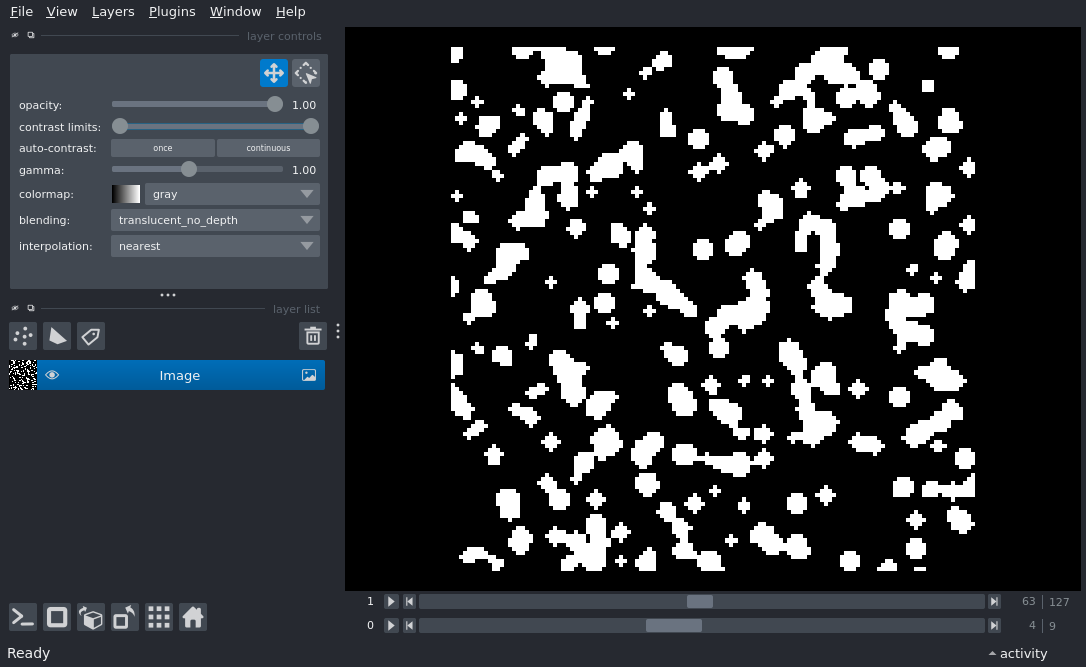 File View Layers Plugins Window Help
layer controls
opacity: 1.00
contrast limits:
auto-contrast: once continuous
gamma: 1.00
colormap: gray
blending: translucent_no_depth
interpolation: nearest
layer list
Image
1 63 127
0 4 9
Ready activity